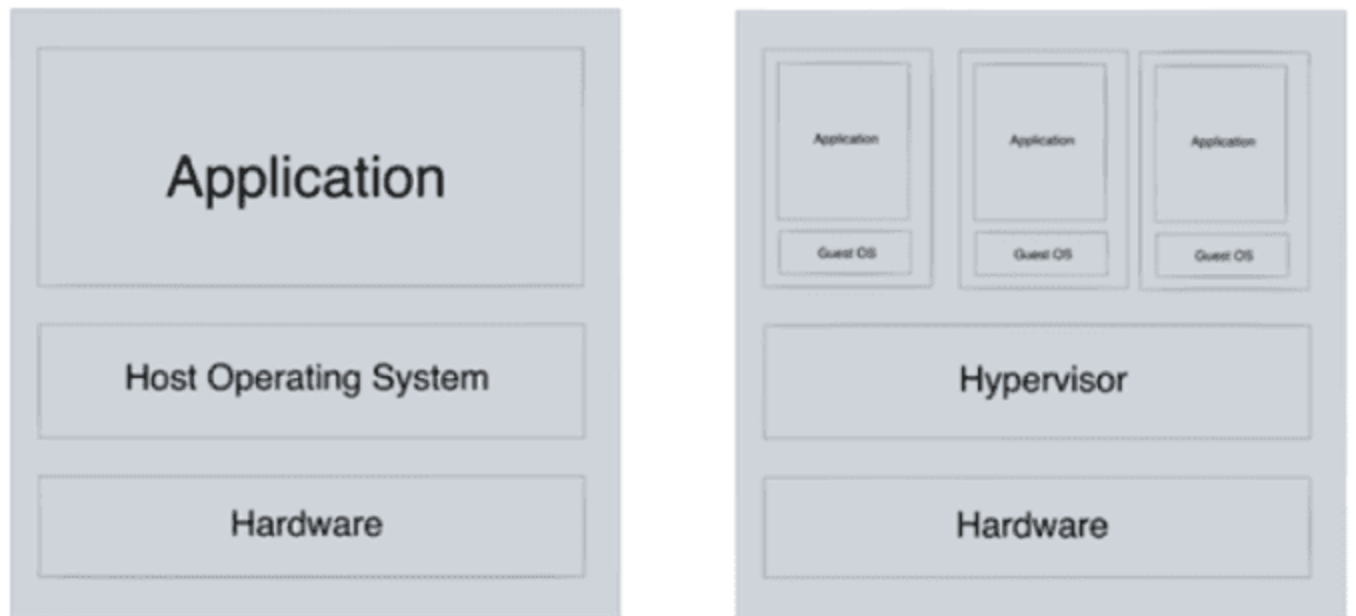 Application
Host Operating System
Hardware
Application
Application
Application
Guest OS
Guest OS
Guest OS
Hypervisor
Hardware